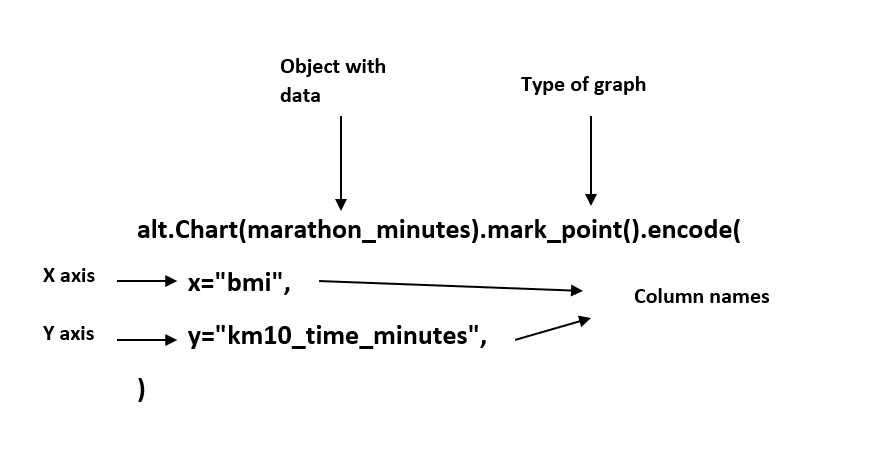 Object with
data
Type of graph
alt.Chart(marathon_minutes).mark_point().encode(
X axis
x="bmi",
Column names
Y axis
y="km10_time_minutes",
)